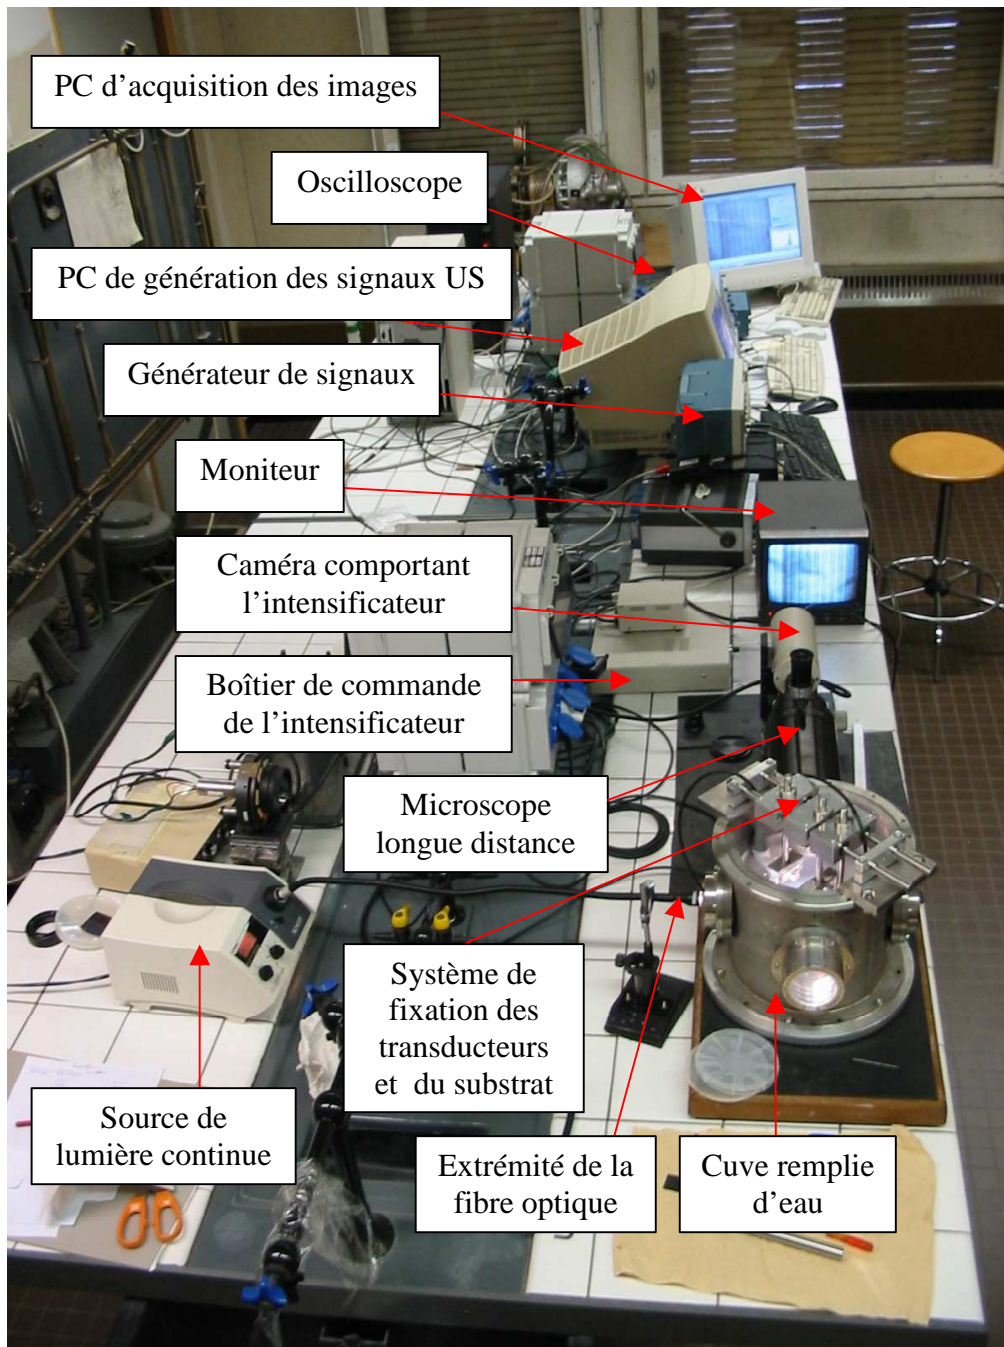 PC d’acquisition des images
Oscilloscope
PC de génération des signaux US
Générateur de signaux
Moniteur
Caméra comportant
l’intensificateur
Boîtier de commande
de l’intensificateur
Microscope
longue distance
Système de
fixation des
transducteurs
et du substrat
Source de
lumière continue
Extrémité de la
fibre optique
Cuve remplie
d’eau